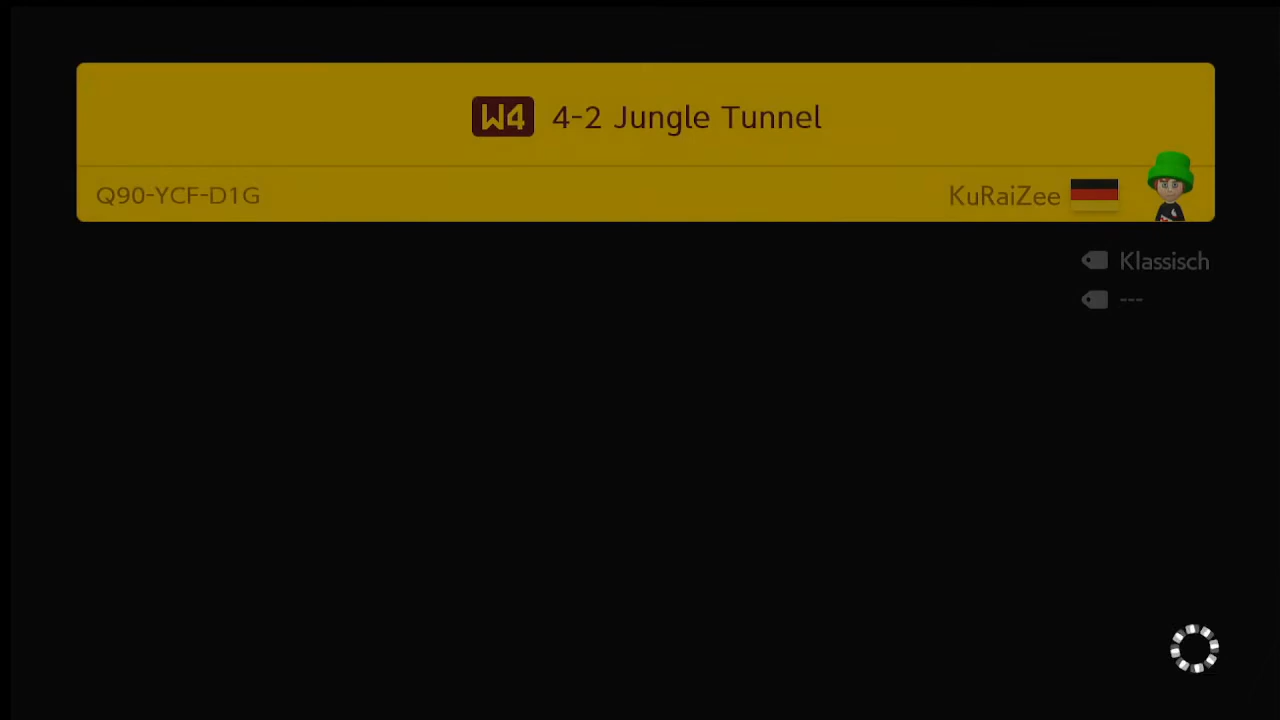 W4 4-2 Jungle Tunnel
Q90-YCF-D1G
KuRaiZee
Klassisch
---